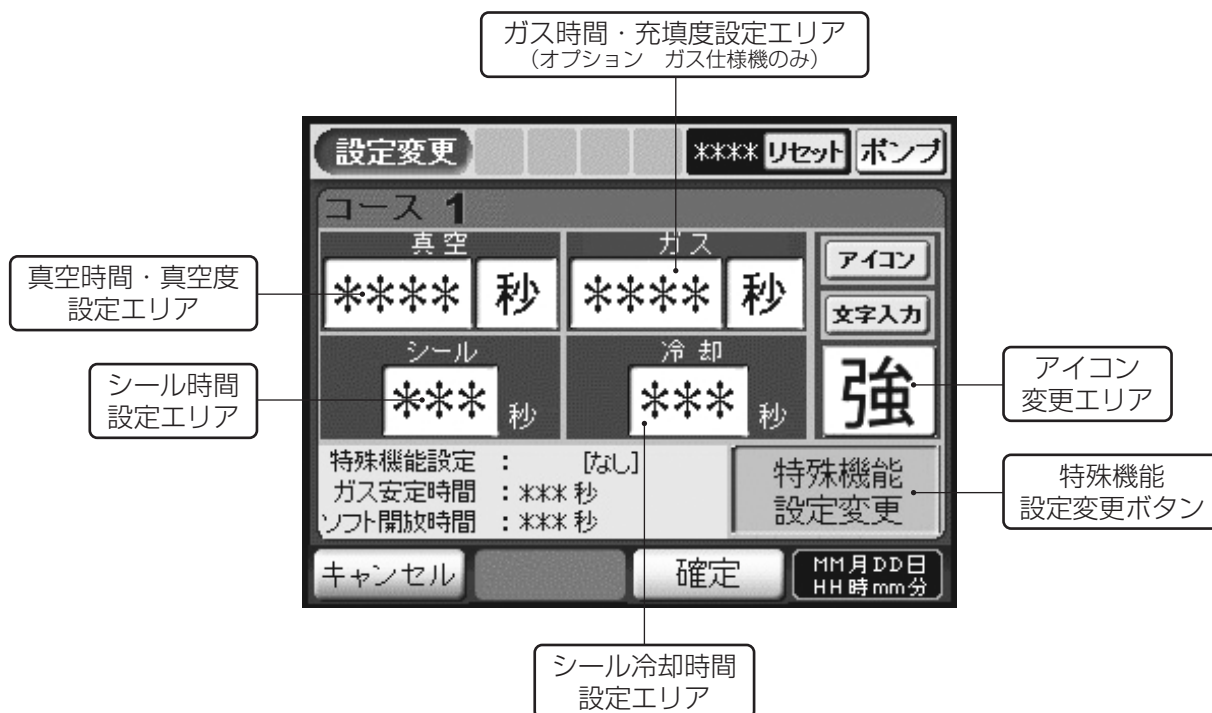 ガス時間・充填度設定エリア
（オプション　ガス仕様機のみ）
設定変更
**** リセット ポンプ
コース 1
真空
ガス
**** 秒
**** 秒
アイコン
文字入力
真空時間・真空度
設定エリア
シール
冷却
*** 秒
*** 秒
強
シール時間
設定エリア
アイコン
変更エリア
特殊機能設定 ： [なし]
ガス安定時間 ：*** 秒
ソフト開放時間 ：*** 秒
特殊機能
設定変更
特殊機能
設定変更ボタン
キャンセル
確定
MM月DD日
HH時mm分
シール冷却時間
設定エリア